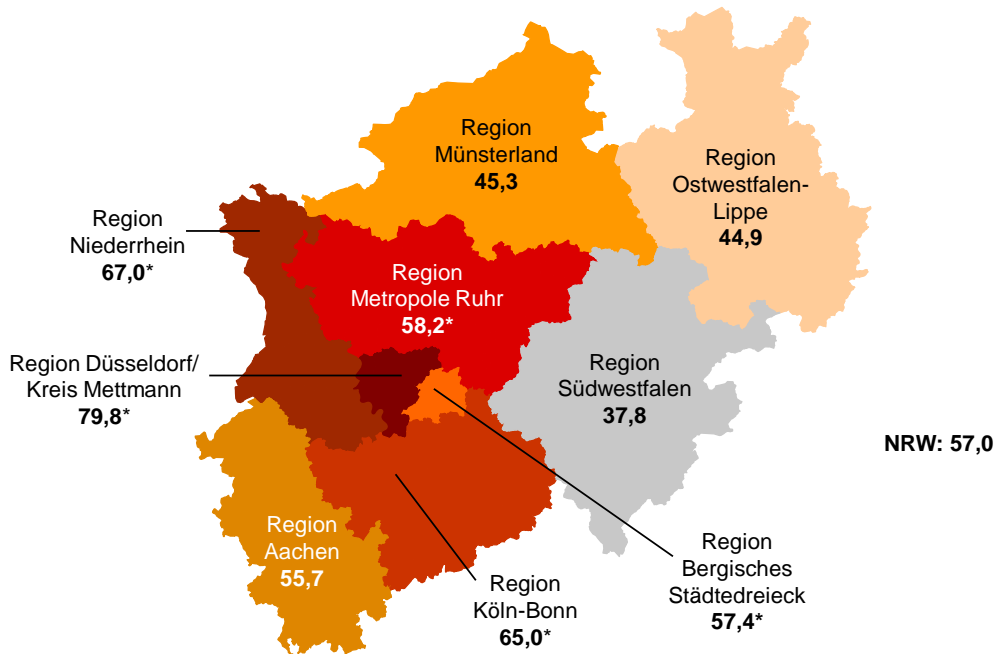 Region
Münsterland
45,3
Region
Ostwestfalen-
Lippe
44,9
Region
Niederrhein
67,0*
Region
Metropole Ruhr
58,2*
Region Düsseldorf/
Kreis Mettmann
79,8*
Region
Südwestfalen
37,8
NRW: 57,0
Region
Aachen
55,7
Region
Köln-Bonn
65,0*
Region
Bergisches
Städtedreieck
57,4*